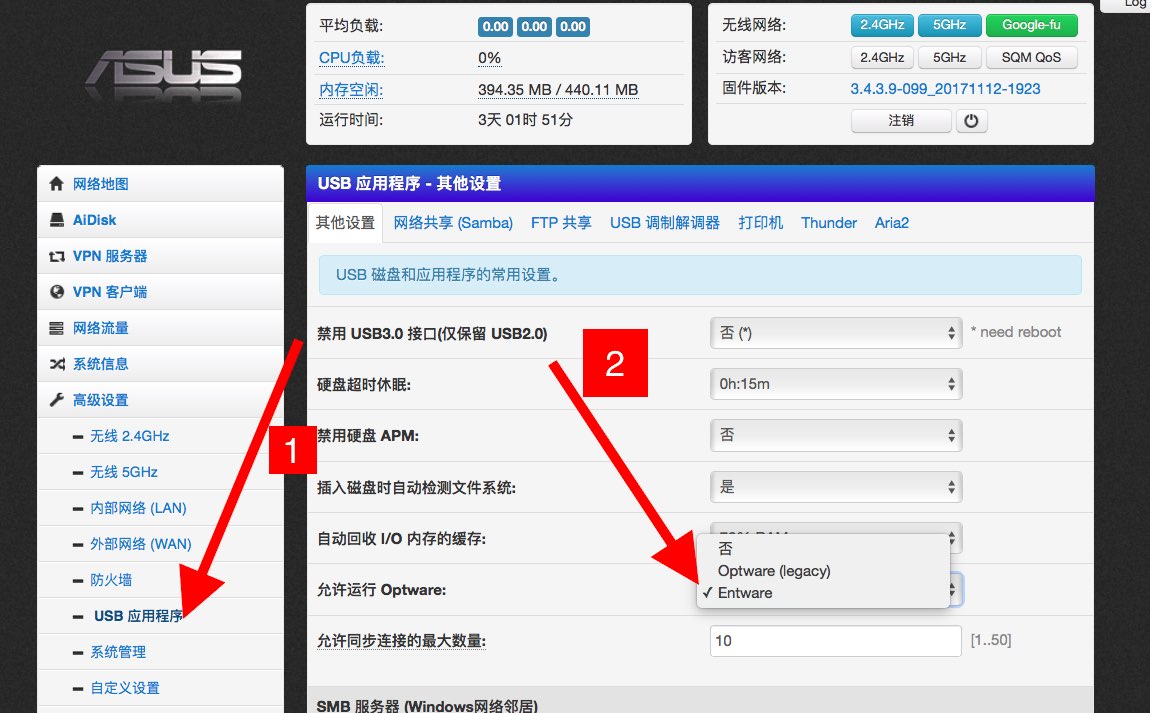 Log
ASUS
平均负载: 0.00 0.00 0.00
CPU负载: 0%
内存空闲: 394.35 MB / 440.11 MB
运行时间: 3天 01时 51分
无线网络: 2.4GHz 5GHz Google-fu
访客网络: 2.4GHz 5GHz SQM QoS
固件版本: 3.4.3.9-099_20171112-1923
注销
网络地图
AiDisk
VPN 服务器
VPN 客户端
网络流量
系统信息
高级设置
无线 2.4GHz
无线 5GHz
内部网络 (LAN)
外部网络 (WAN)
防火墙
USB 应用程序
系统管理
自定义设置
1
USB 应用程序 - 其他设置
其他设置 网络共享 (Samba) FTP 共享 USB 调制解调器 打印机 Thunder Aria2
USB 磁盘和应用程序的常用设置。
禁用 USB3.0 接口(仅保留 USB2.0) 否 (*) * need reboot
2
硬盘超时休眠: 0h:15m
禁用硬盘 APM: 否
插入磁盘时自动检测文件系统: 是
自动回收 I/O 内存的缓存:
否
Optware (legacy)
允许运行 Optware: ✓ Entware
允许同步连接的最大数量: 10 [1..50]
SMB 服务器 (Windows网络邻居)